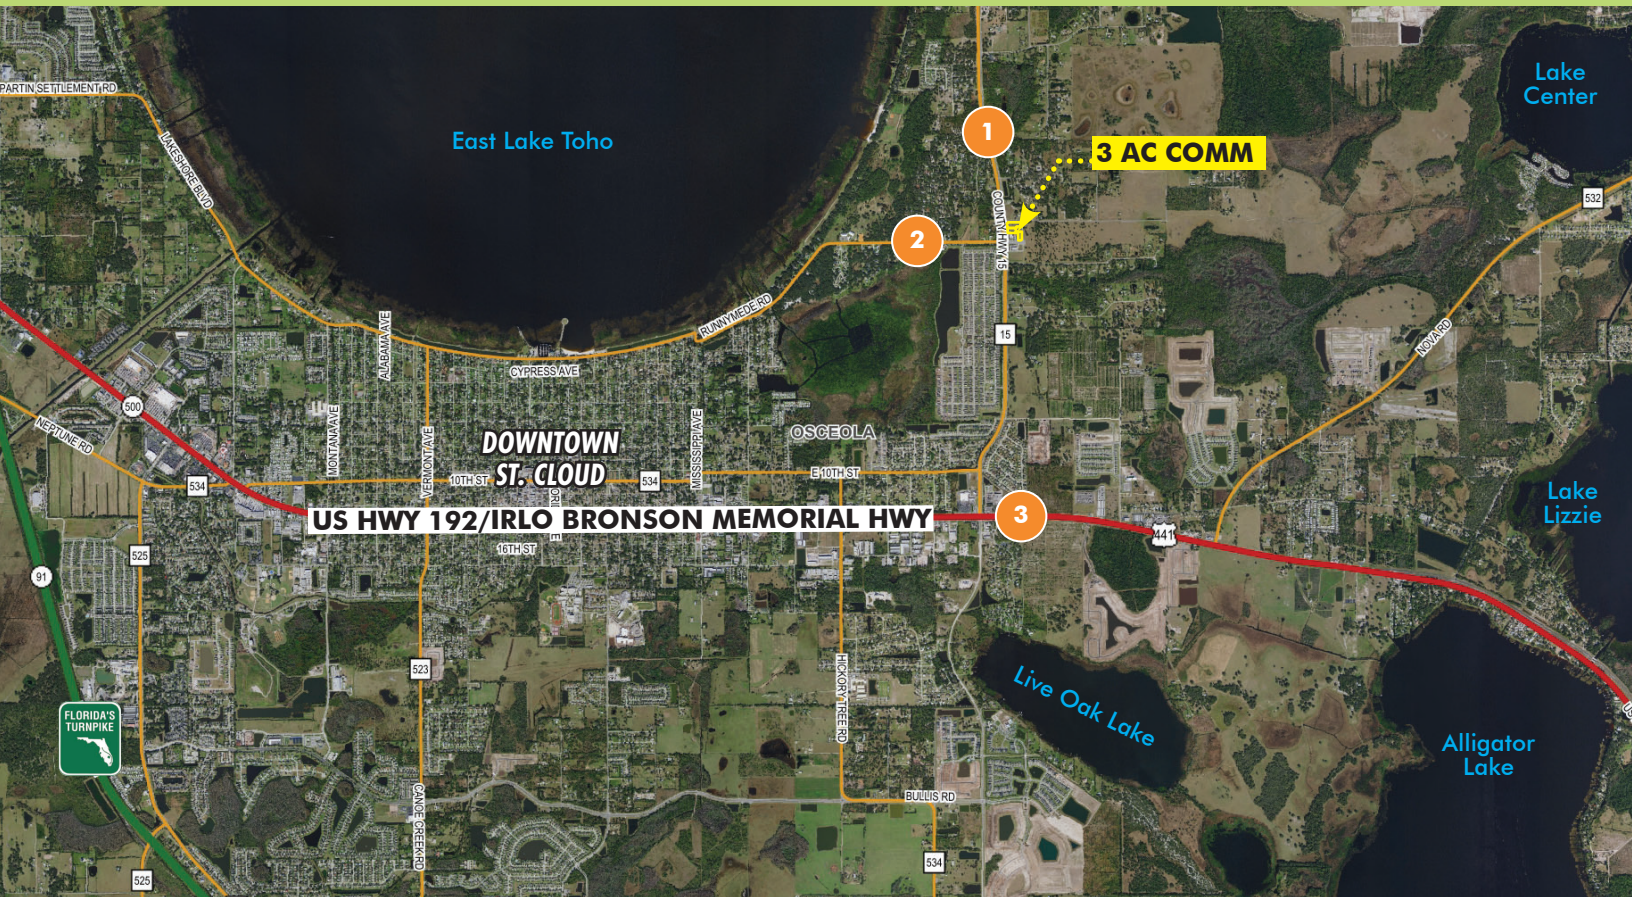 PARTIN SETTLEMENT RD
LAKESHORE BLVD
East Lake Toho
1
3 AC COMM
Lake
Center
532
COUNTY HWY 15
2
RUNNYMEDE RD
15
NOVA RD
ALABAMA AVE
CYPRESS AVE
500
NEPTUNE RD
MONTANA AVE
VERMONT AVE
DOWNTOWN
ST. CLOUD
MISSISSIPPI AVE
OSCEOLA
534
10TH ST
534
E 10TH ST
US HWY 192/IRLO BRONSON MEMORIAL HWY
3
441
Lake
Lizzie
16TH ST
525
91
523
HICKORY TREE RD
Live Oak Lake
FLORIDA'S
TURNPIKE
Alligator
Lake
CANOE CREEK RD
BULLIS RD
534
525